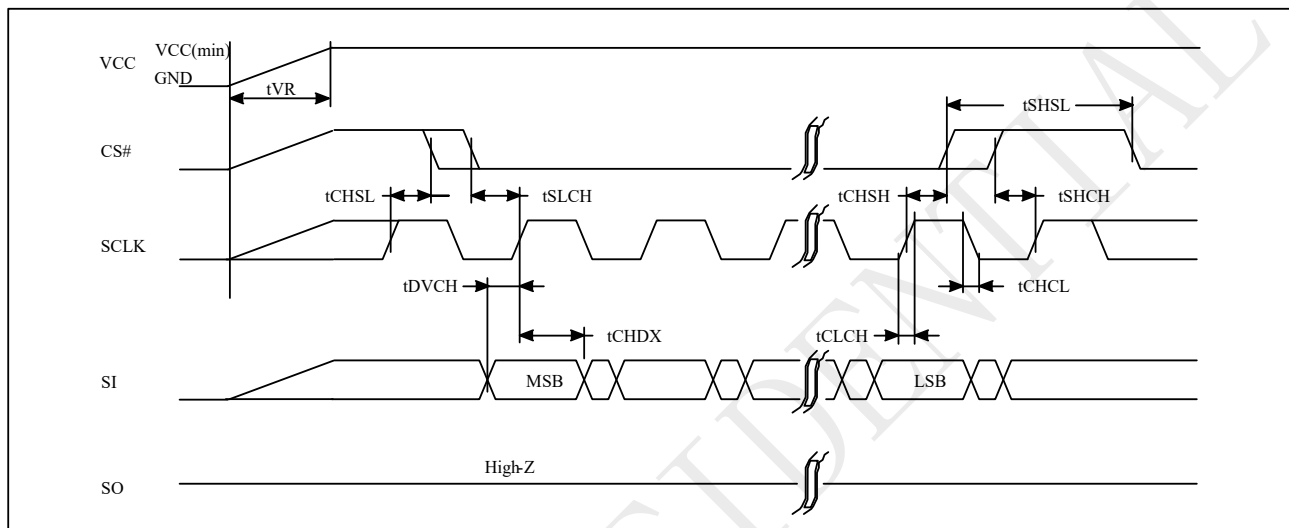 VCC(min)
VCC
GND
tVR
tSHSL
CS#
tCHSL
tSLCH
tCHSH
tSHCH
SCLK
tDVCH
tCHCL
tCHDX
tCLCH
SI
MSB
LSB
High-Z
SO